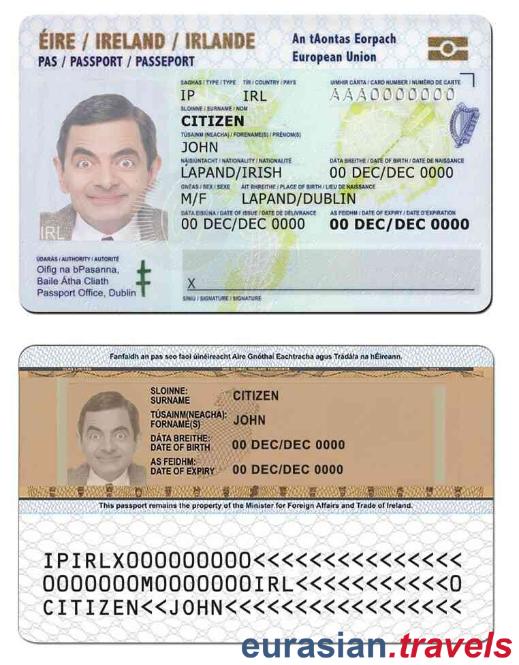 ÉIRE / IRELAND / IRLANDE
An tAontas Eorpach
PAS / PASSPORT / PASSEPORT
European Union
SAGHAS / TYPE / TYPE TÍR / COUNTRY / PAYS
UIMHIR CÁRTA / CARD NUMBER / NUMÉRO DE CARTE
IP IRL
AAA0000000
SLOINNE / SURNAME / NOM
CITIZEN
TÚSAINM (NEACHA) / FORENAME(S) / PRÉNOM(S)
JOHN
NÁISIÚNTACHT / NATIONALITY / NATIONALITÉ
DÁTA BREITHE / DATE OF BIRTH / DATE DE NAISSANCE
LAPAND/IRISH
00 DEC/DEC 0000
GNÉAS / SEX / SEXE ÁIT BHREITHE / PLACE OF BIRTH / LIEU DE NAISSANCE
M/F LAPAND/DUBLIN
DÁTA EISIÚNA / DATE OF ISSUE / DATE DE DÉLIVRANCE
AS FEIDHM / DATE OF EXPIRY / DATE D'EXPIRATION
00 DEC/DEC 0000
00 DEC/DEC 0000
IRL
ÚDARÁS / AUTHORITY / AUTORITÉ
Oifig na bPasanna,
Baile Átha Cliath
Passport Office, Dublin
X
SÍNIÚ / SIGNATURE / SIGNATURE
Fanfaidh an pas seo faoi úinéireacht Aire Gnóthaí Eachtracha agus Trádála na hÉireann.
SLOINNE:
SURNAME
CITIZEN
TÚSAINM(NEACHA):
FORNAME(S)
JOHN
DÁTA BREITHE:
DATE OF BIRTH
00 DEC/DEC 0000
AS FEIDHM:
DATE OF EXPIRY
00 DEC/DEC 0000
This passport remains the property of the Minister for Foreign Affairs and Trade of Ireland.
IPIRLX000000000<<<<<<<<<<<<<<<
0000000M0000000IRL<<<<<<<<<<<0
CITIZEN<<JOHN<<<<<<<<<<<<<<<<<
eurasian.travels